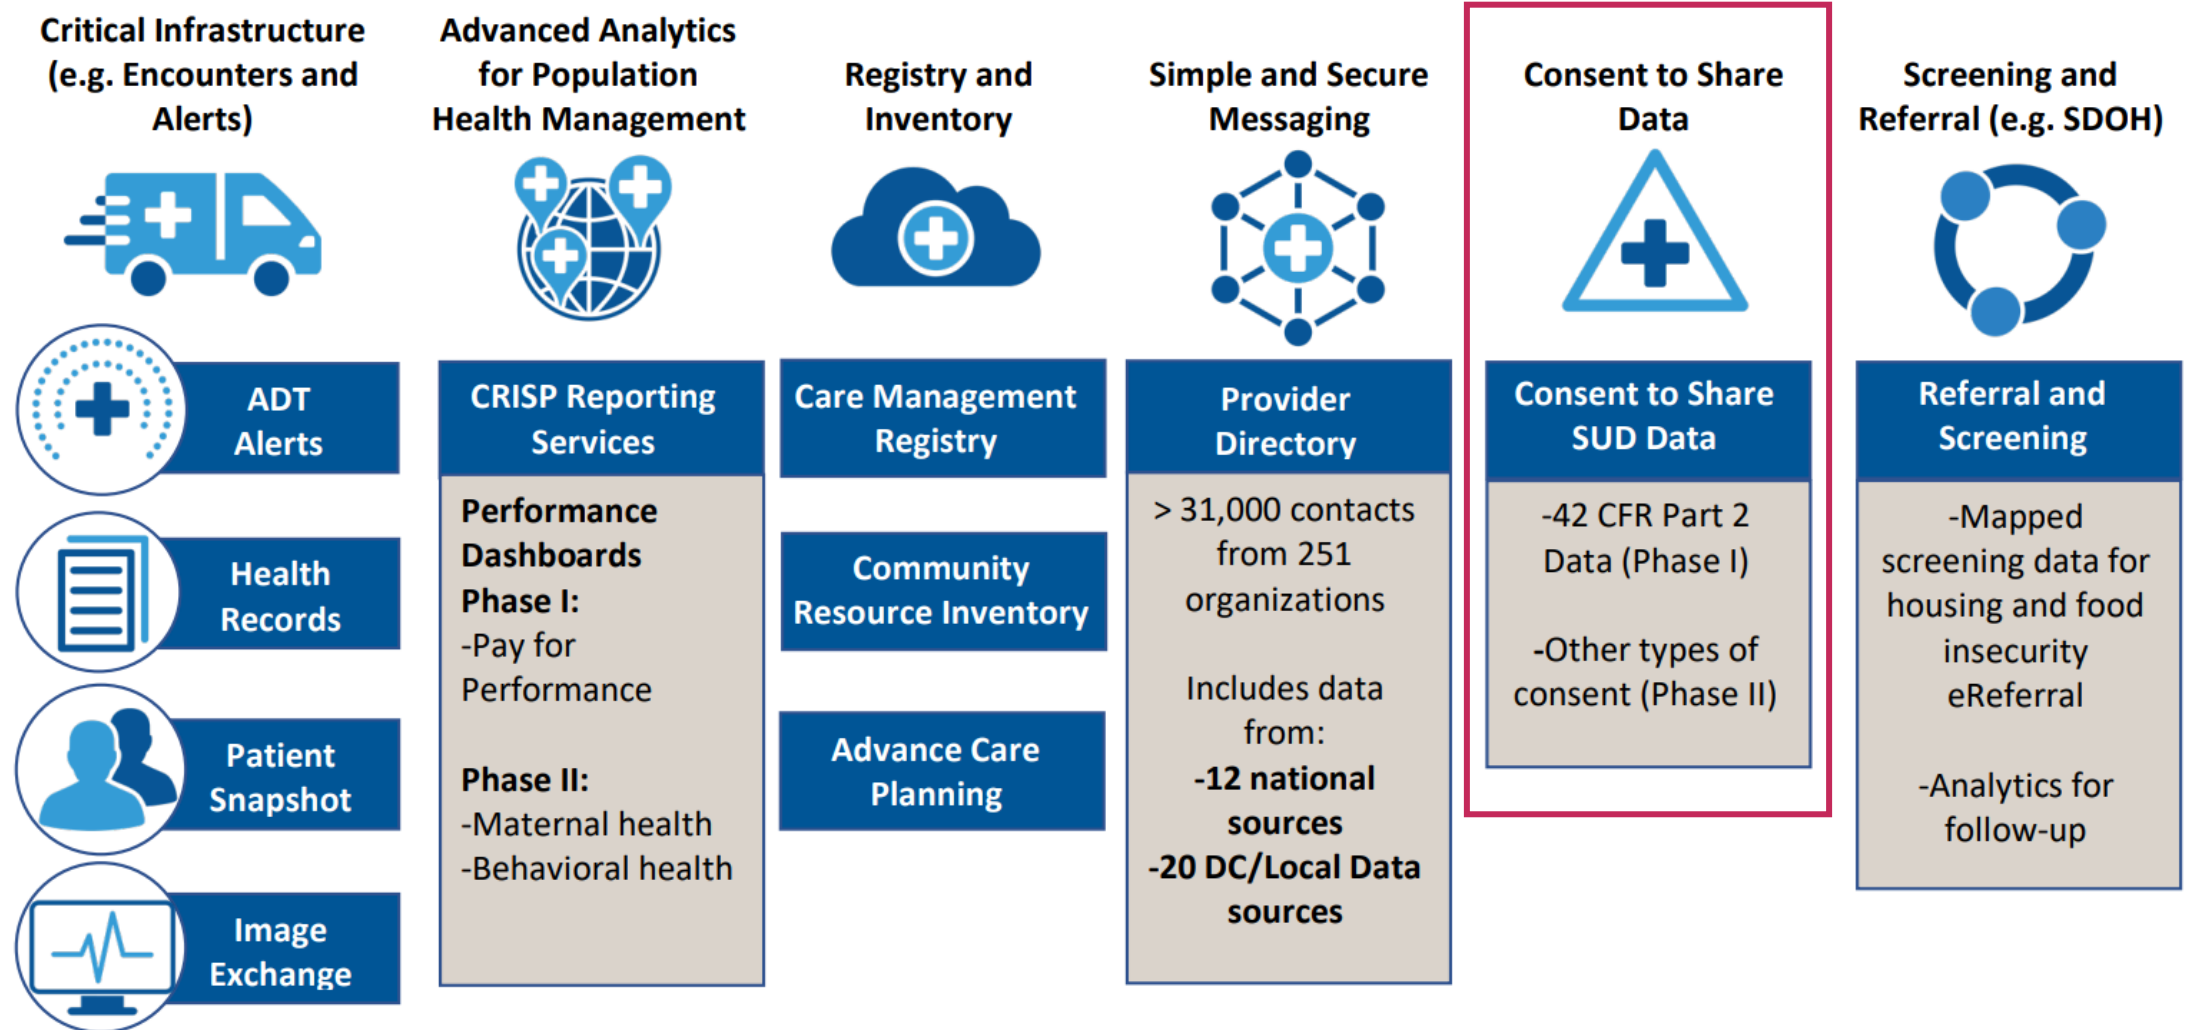 Critical Infrastructure
(e.g. Encounters and
Alerts)
ADT
Alerts
Health
Records
Patient
Snapshot
Image
Exchange
Advanced Analytics
for Population
Health Management
CRISP Reporting
Services
Performance
Dashboards
Phase I:
-Pay for
Performance
Phase II:
-Maternal health
-Behavioral health
Registry and
Inventory
Care Management
Registry
Community
Resource Inventory
Advance Care
Planning
Simple and Secure
Messaging
Provider
Directory
> 31,000 contacts
from 251
organizations
Includes data
from:
-12 national
sources
-20 DC/Local Data
sources
Consent to Share
Data
Consent to Share
SUD Data
-42 CFR Part 2
Data (Phase I)
-Other types of
consent (Phase II)
Screening and
Referral (e.g. SDOH)
Referral and
Screening
-Mapped
screening data for
housing and food
insecurity
eReferral
-Analytics for
follow-up